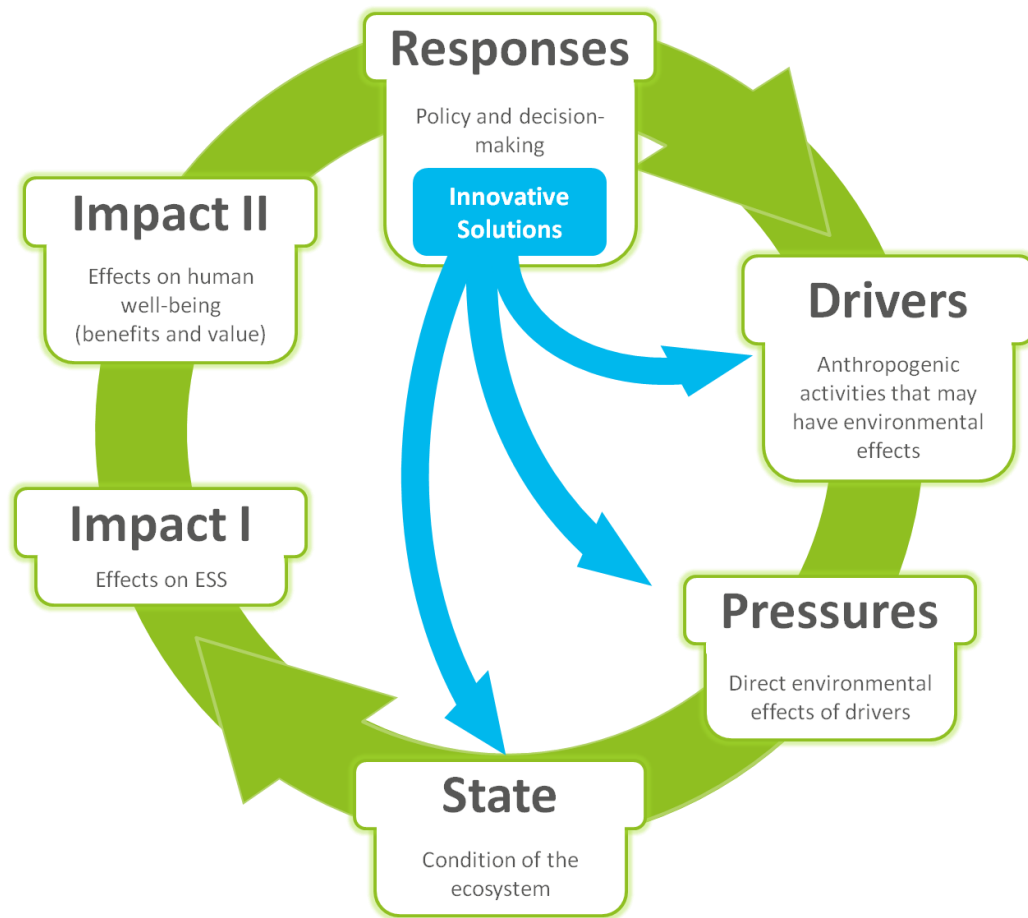 Responses
Policy and decision-
making
Innovative
Solutions
Drivers
Anthropogenic
activities that may
have environmental
effects
Pressures
Direct environmental
effects of drivers
State
Condition of the
ecosystem
Impact I
Effects on ESS
Impact II
Effects on human
well-being
(benefits and value)